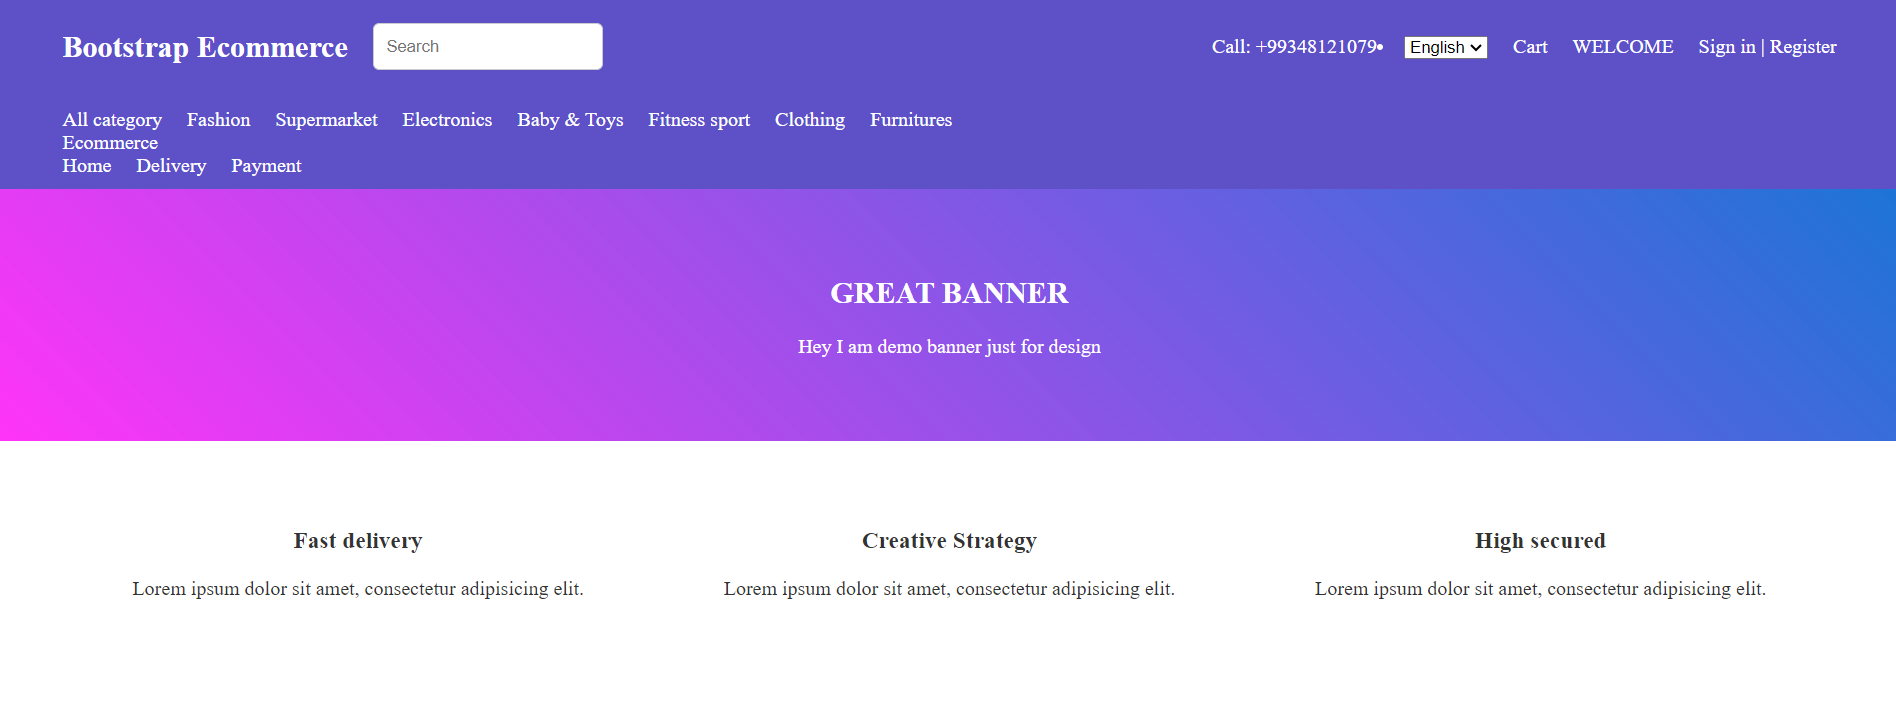 Bootstrap Ecommerce Search Call: +99348121079• English Cart WELCOME Sign in | Register
All category Fashion Supermarket Electronics Baby & Toys Fitness sport Clothing Furnitures
Ecommerce
Home Delivery Payment
GREAT BANNER
Hey I am demo banner just for design
Fast delivery Creative Strategy High secured
Lorem ipsum dolor sit amet, consectetur adipisicing elit. Lorem ipsum dolor sit amet, consectetur adipisicing elit. Lorem ipsum dolor sit amet, consectetur adipisicing elit.